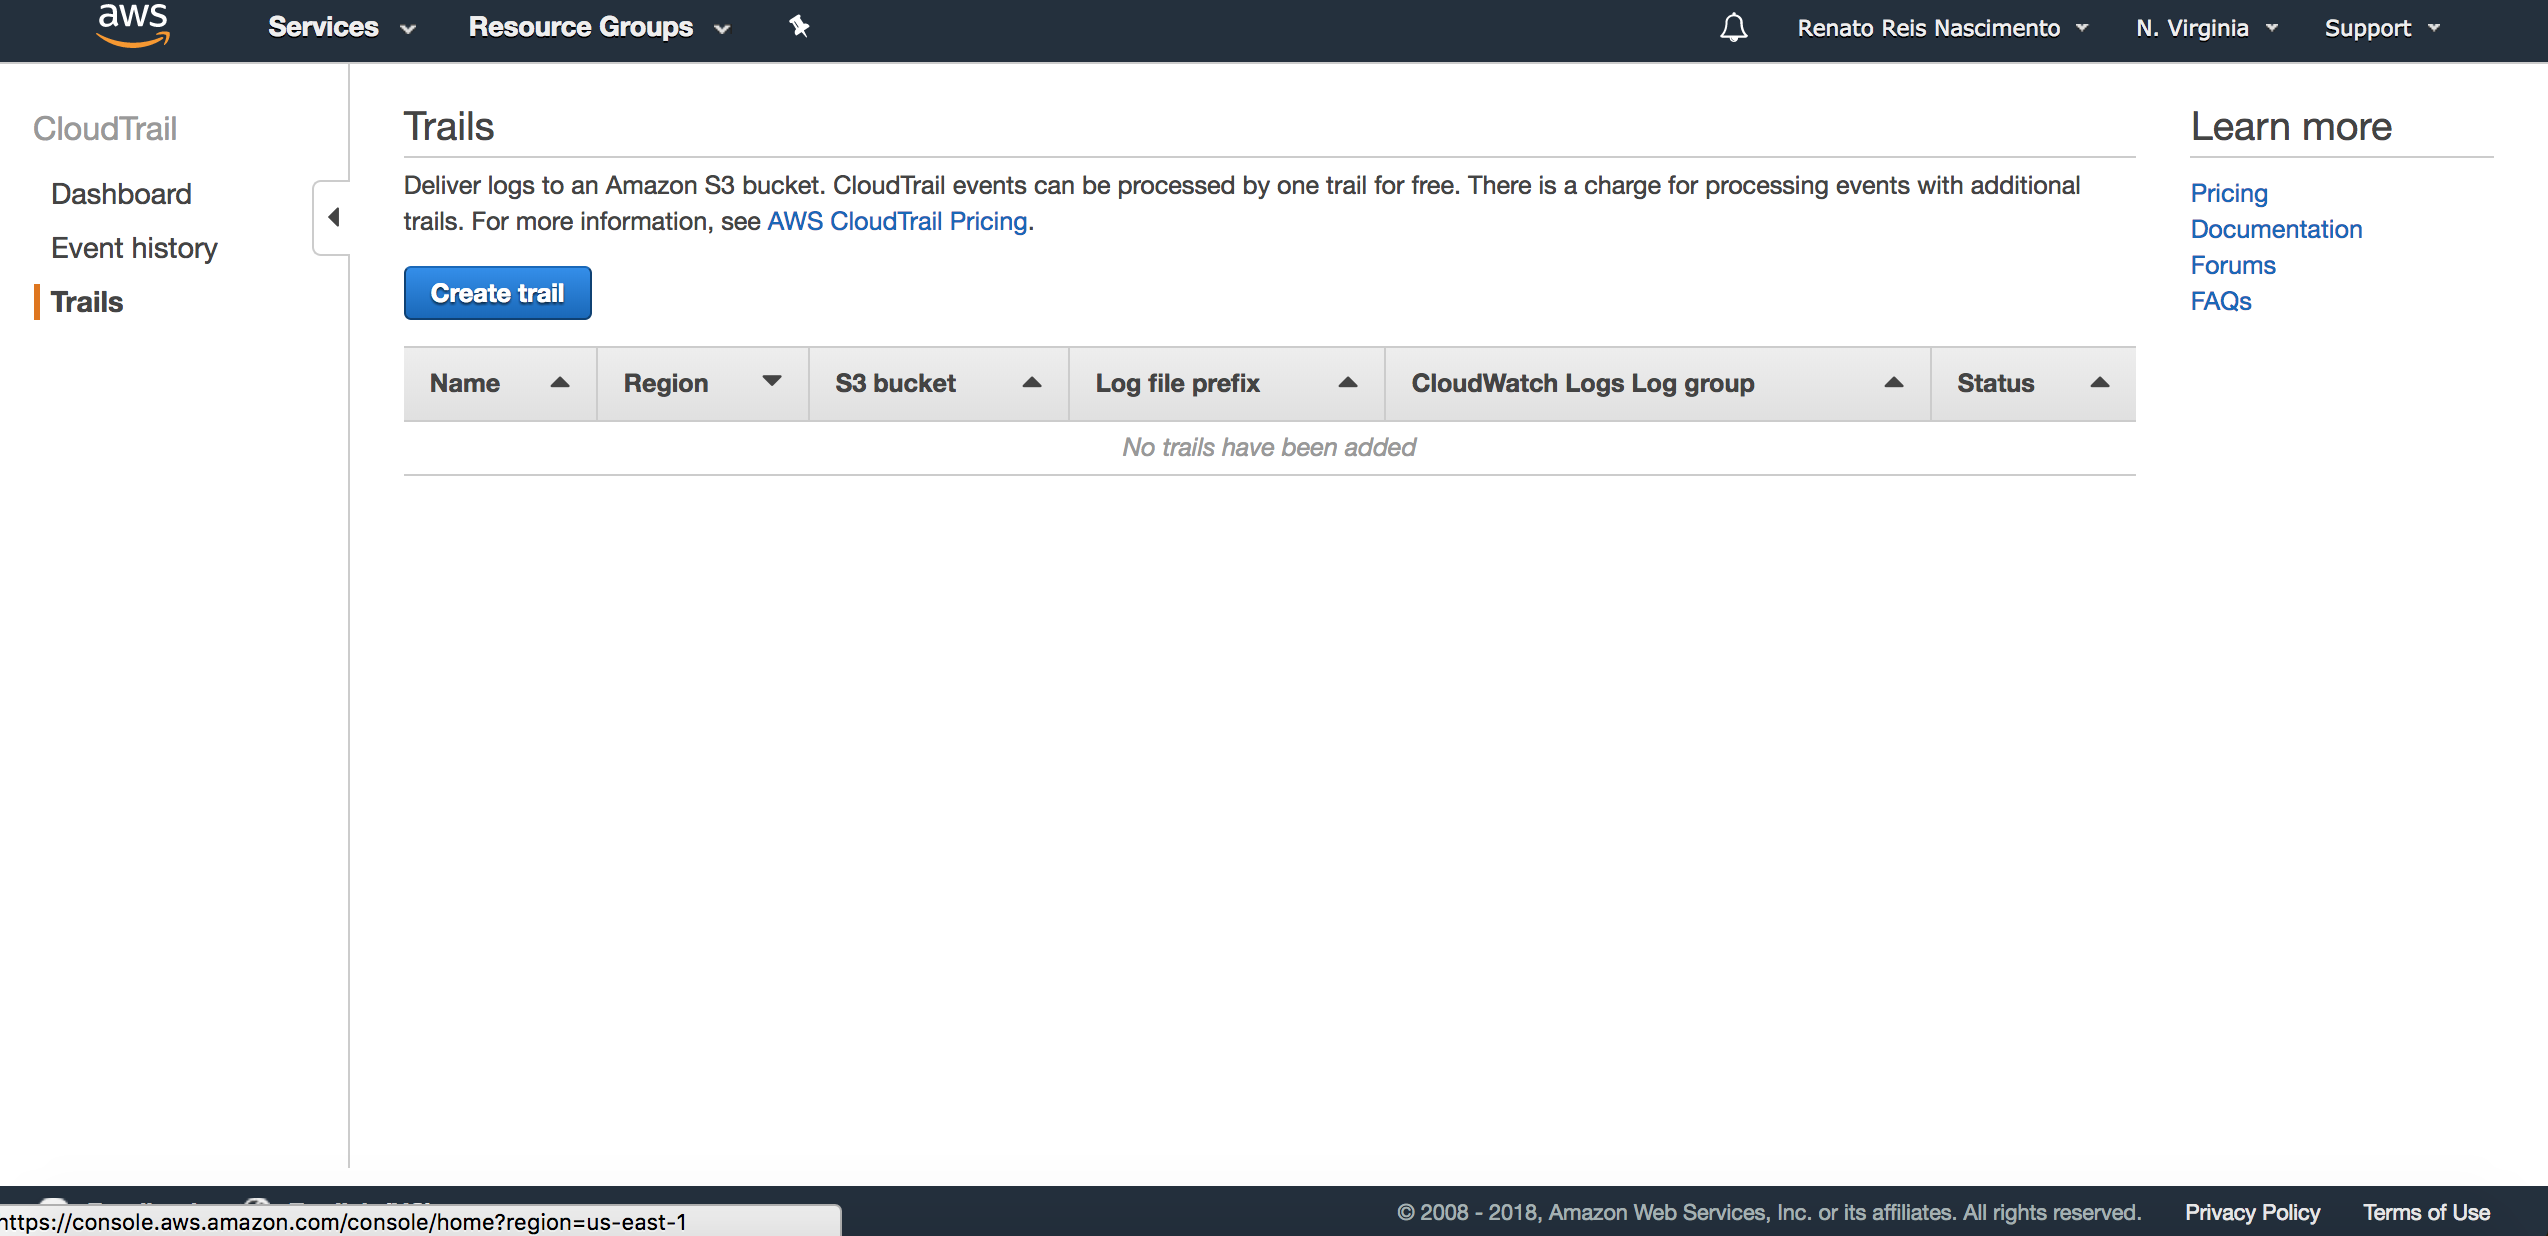 aws
Services
Resource Groups
Renato Reis Nascimento
N. Virginia
Support
CloudTrail
Dashboard
Event history
Trails
Trails
Deliver logs to an Amazon S3 bucket. CloudTrail events can be processed by one trail for free. There is a charge for processing events with additional
trails. For more information, see AWS CloudTrail Pricing.
Create trail
Name
Region
S3 bucket
Log file prefix
CloudWatch Logs Log group
Status
No trails have been added
Learn more
Pricing
Documentation
Forums
FAQs
https://console.aws.amazon.com/console/home?region=us-east-1
© 2008 - 2018, Amazon Web Services, Inc. or its affiliates. All rights reserved.
Privacy Policy
Terms of Use